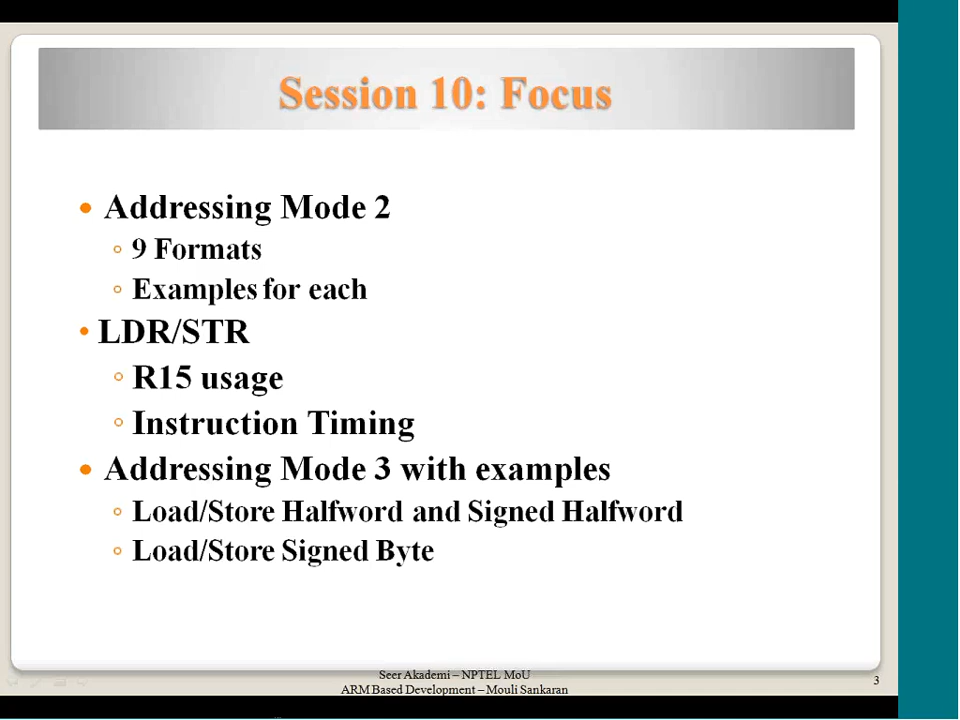 Session 10: Focus
• Addressing Mode 2
◦ 9 Formats
◦ Examples for each
• LDR/STR
◦ R15 usage
◦ Instruction Timing
• Addressing Mode 3 with examples
◦ Load/Store Halfword and Signed Halfword
◦ Load/Store Signed Byte
Seer Akademi – NPTEL MoU
ARM Based Development – Mouli Sankaran
3